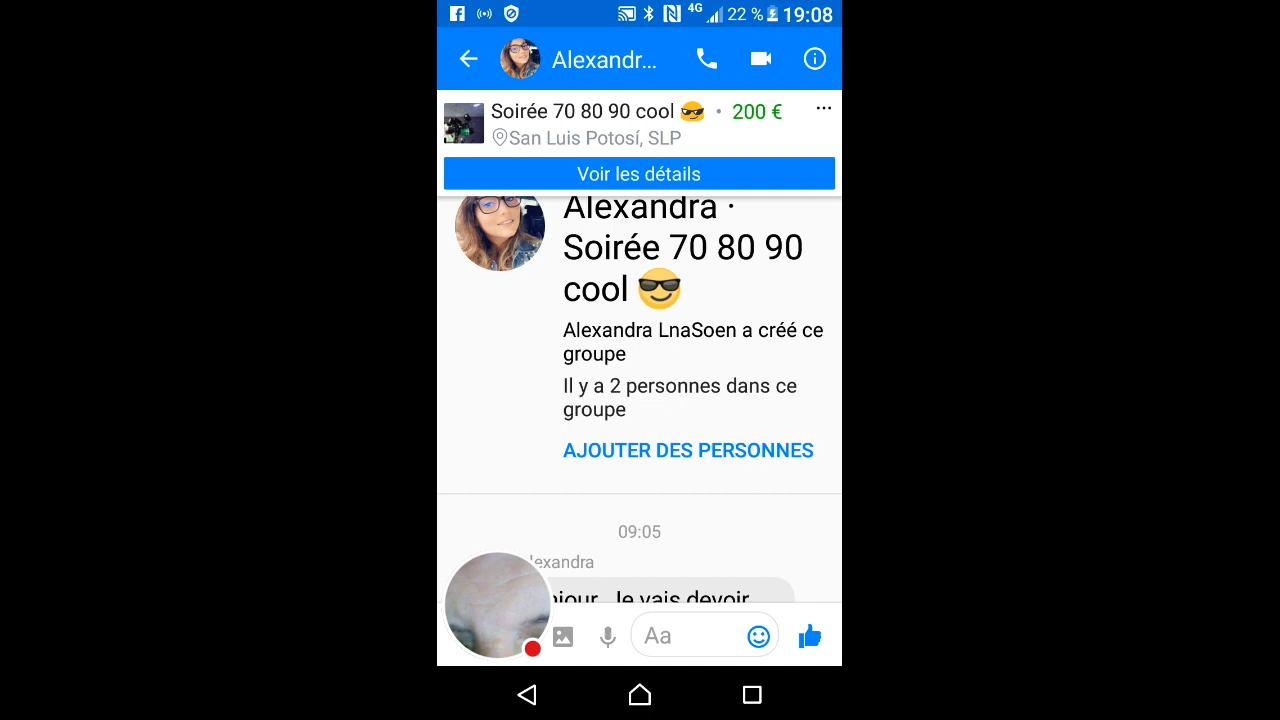 4G 22 % 19:08
Alexandr...
Soirée 70 80 90 cool 😎 • 200 €
San Luis Potosí, SLP
Voir les détails
Alexandra ·
Soirée 70 80 90
cool 😎
Alexandra LnaSoen a créé ce
groupe
Il y a 2 personnes dans ce
groupe
AJOUTER DES PERSONNES
09:05
lexandra
njour Je vais devoir
Aa